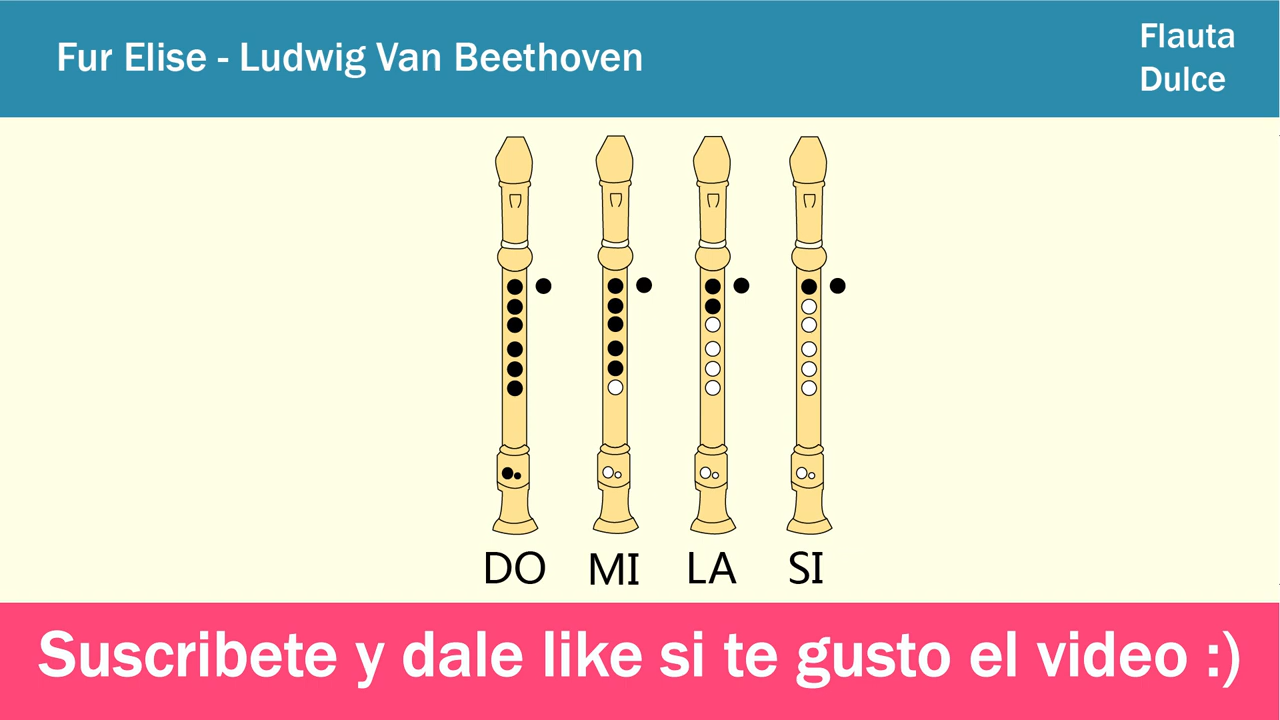 Fur Elise - Ludwig Van Beethoven
Flauta
Dulce
DO MI LA SI
Suscribete y dale like si te gusto el video :)